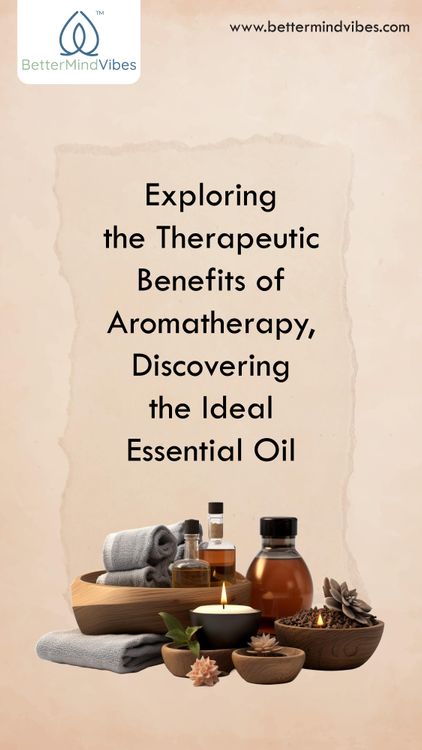 TM
BetterMindVibes
www.bettermindvibes.com
Exploring
the Therapeutic
Benefits of
Aromatherapy,
Discovering
the Ideal
Essential Oil